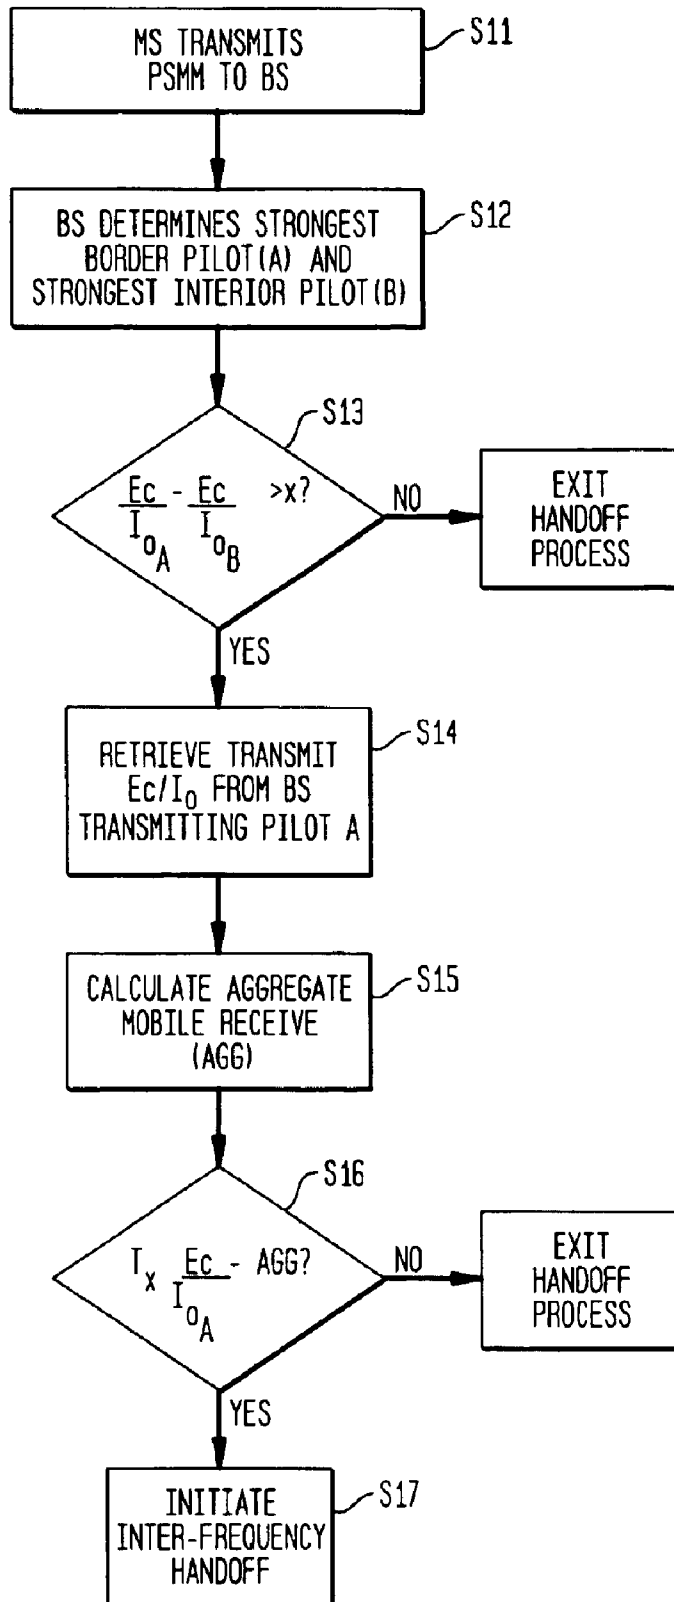 MS TRANSMITS
PSMM TO BS
S11
BS DETERMINES STRONGEST
BORDER PILOT(A) AND
STRONGEST INTERIOR PILOT(B)
S12
S13
Ec/I0A - Ec/I0B >x?
NO
EXIT
HANDOFF
PROCESS
YES
RETRIEVE TRANSMIT
Ec/I0 FROM BS
TRANSMITTING PILOT A
S14
CALCULATE AGGREGATE
MOBILE RECEIVE
(AGG)
S15
S16
Tx Ec/I0A - AGG?
NO
EXIT
HANDOFF
PROCESS
YES
INITIATE
INTER-FREQUENCY
HANDOFF
S17